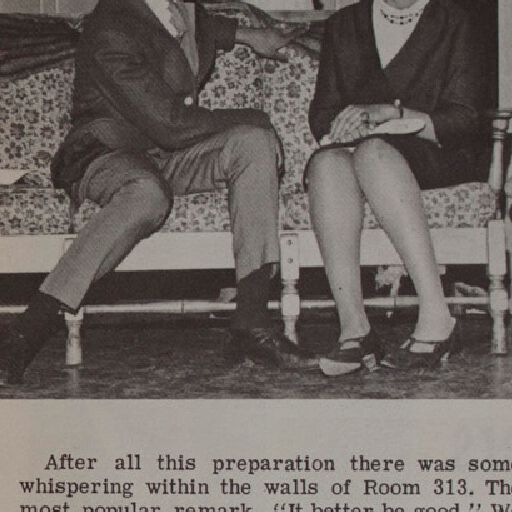 After all this preparation there was some
whispering within the walls of Room 313. The
most popular remark, "It better be good." W